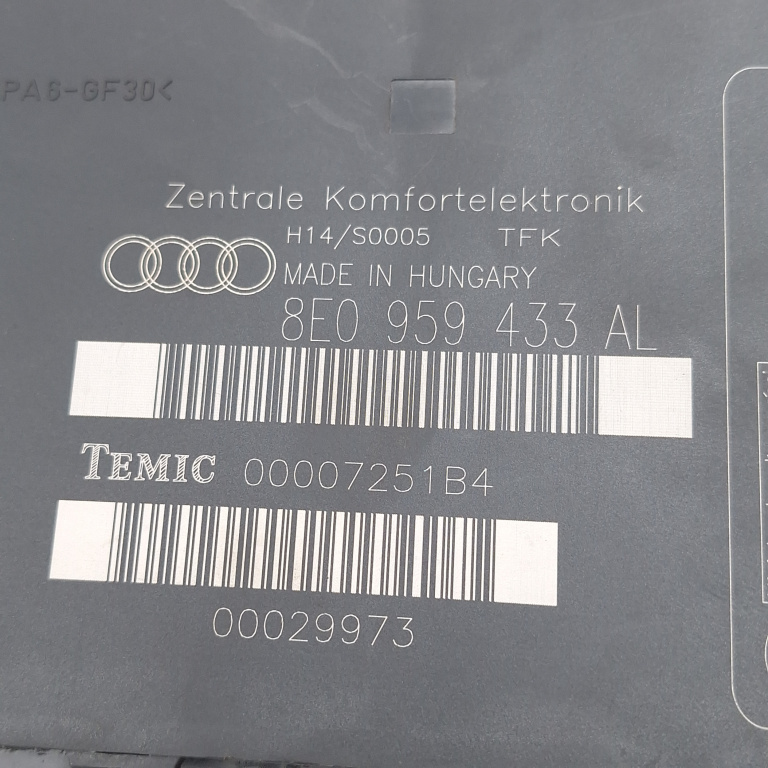 PA6-GF30<
Zentrale Komfortelektronik
H14/S0005 TFK
MADE IN HUNGARY
8E0 959 433 AL
TEMIC 00007251B4
00029973